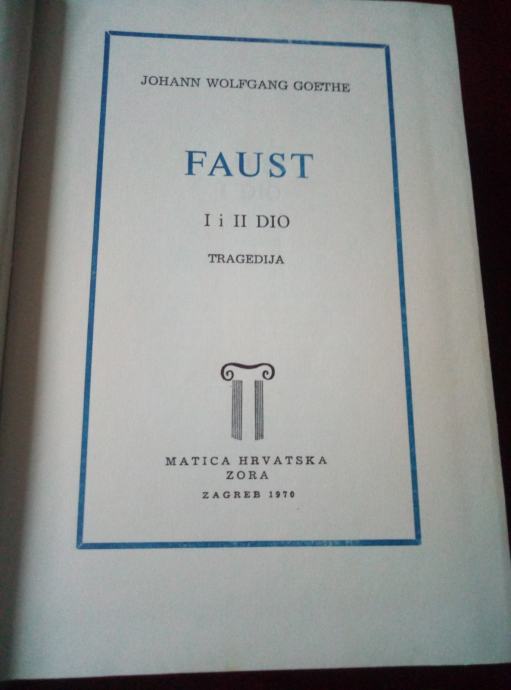 JOHANN WOLFGANG GOETHE
FAUST
I i II DIO
TRAGEDIJA
MATICA HRVATSKA
ZORA
ZAGREB 1970